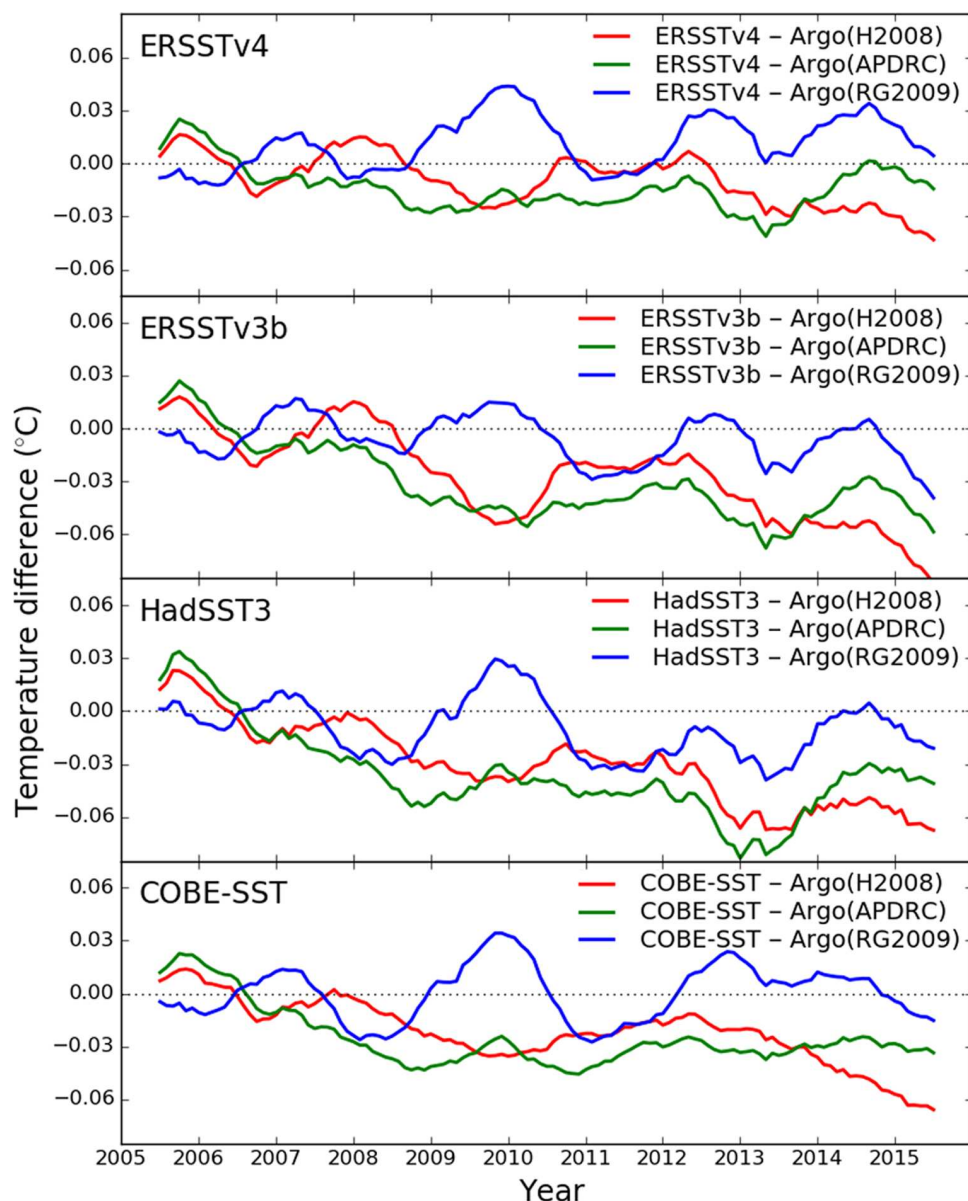 ERSSTv4
ERSSTv4 – Argo(H2008)
ERSSTv4 – Argo(APDRC)
ERSSTv4 – Argo(RG2009)
0.06
0.03
0.00
−0.03
−0.06
ERSSTv3b
ERSSTv3b – Argo(H2008)
ERSSTv3b – Argo(APDRC)
ERSSTv3b – Argo(RG2009)
0.06
0.03
0.00
−0.03
−0.06
HadSST3
HadSST3 – Argo(H2008)
HadSST3 – Argo(APDRC)
HadSST3 – Argo(RG2009)
0.06
0.03
0.00
−0.03
−0.06
COBE-SST
COBE-SST – Argo(H2008)
COBE-SST – Argo(APDRC)
COBE-SST – Argo(RG2009)
0.06
0.03
0.00
−0.03
−0.06
Temperature difference (°C)
2005 2006 2007 2008 2009 2010 2011 2012 2013 2014 2015
Year